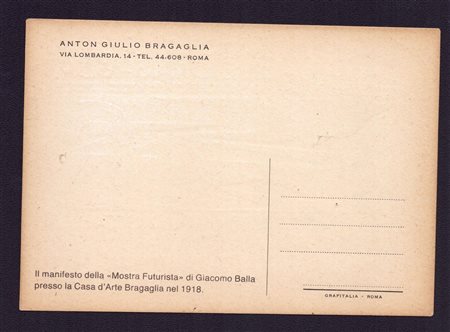 ANTON GIULIO BRAGAGLIA
VIA LOMBARDIA, 14 - TEL. 44-608 - ROMA
Il manifesto della «Mostra Futurista» di Giacomo Balla
presso la Casa d'Arte Bragaglia nel 1918.
GRAFITALIA - ROMA